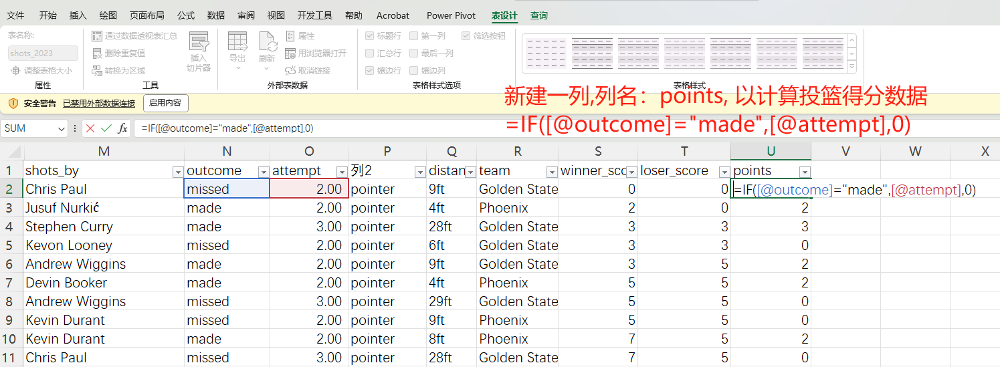 文件 开始 插入 绘图 页面布局 公式 数据 审阅 视图 开发工具 帮助 Acrobat Power Pivot 表设计 查询
表名称: 通过数据透视表汇总 属性 标题行 第一列 筛选按钮
shots_2023 删除重复值 插入 导出 刷新 用浏览器打开 汇总行 最后一列
调整表格大小 转换为区域 切片器 取消链接 镶边行 镶边列
属性 工具 外部表数据 表格样式选项 表格样式
新建一列,列名：points, 以计算投篮得分数据
安全警告 已禁用外部数据连接 启用内容
=IF([@outcome]="made",[@attempt],0)
SUM fx =IF([@outcome]="made",[@attempt],0)
M N O P Q R S T U V W X
1 shots_by outcome attempt 列2 distan team winner_sco loser_score points
2 Chris Paul missed 2.00 pointer 9ft Golden State 0 0 =IF([@outcome]="made",[@attempt],0)
3 Jusuf Nurkić made 2.00 pointer 4ft Phoenix 2 0 2
4 Stephen Curry made 3.00 pointer 28ft Golden State 3 3 3
5 Kevon Looney missed 2.00 pointer 6ft Golden State 3 3 0
6 Andrew Wiggins made 2.00 pointer 9ft Golden State 3 5 2
7 Devin Booker made 2.00 pointer 4ft Phoenix 5 5 2
8 Andrew Wiggins missed 3.00 pointer 29ft Golden State 5 5 0
9 Kevin Durant missed 2.00 pointer 9ft Phoenix 5 5 0
10 Kevin Durant made 2.00 pointer 8ft Phoenix 7 5 2
11 Chris Paul missed 3.00 pointer 28ft Golden State 7 5 0